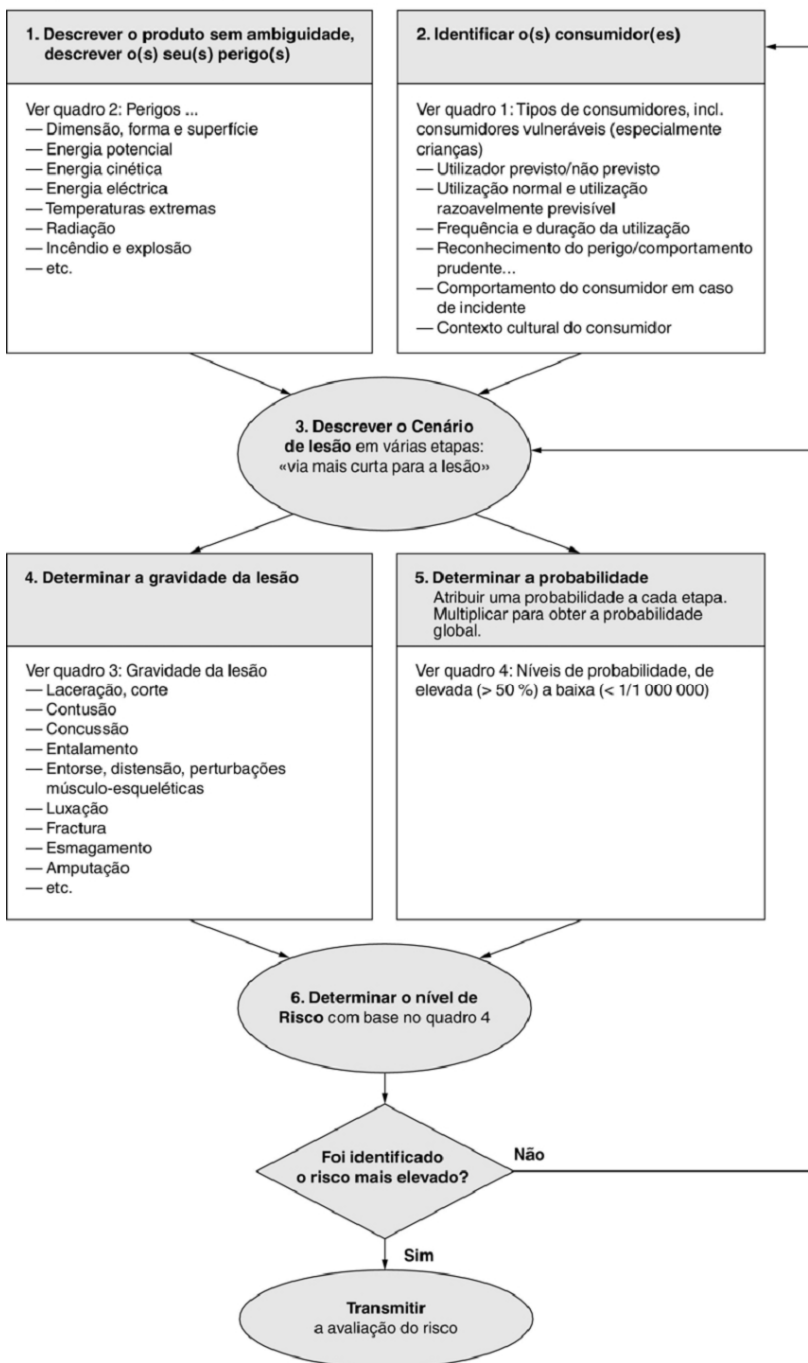 1. Descrever o produto sem ambiguidade,
descrever o(s) seu(s) perigo(s)
Ver quadro 2: Perigos ...
— Dimensão, forma e superfície
— Energia potencial
— Energia cinética
— Energia eléctrica
— Temperaturas extremas
— Radiação
— Incêndio e explosão
— etc.
2. Identificar o(s) consumidor(es)
Ver quadro 1: Tipos de consumidores, incl.
consumidores vulneráveis (especialmente
crianças)
— Utilizador previsto/não previsto
— Utilização normal e utilização
razoavelmente previsível
— Frequência e duração da utilização
— Reconhecimento do perigo/comportamento
prudente...
— Comportamento do consumidor em caso
de incidente
— Contexto cultural do consumidor
3. Descrever o Cenário
de lesão em várias etapas:
«via mais curta para a lesão»
4. Determinar a gravidade da lesão
Ver quadro 3: Gravidade da lesão
— Laceração, corte
— Contusão
— Concussão
— Entalamento
— Entorse, distensão, perturbações
músculo-esqueléticas
— Luxação
— Fractura
— Esmagamento
— Amputação
— etc.
5. Determinar a probabilidade
Atribuir uma probabilidade a cada etapa.
Multiplicar para obter a probabilidade
global.
Ver quadro 4: Níveis de probabilidade, de
elevada (> 50 %) a baixa (< 1/1 000 000)
6. Determinar o nível de
Risco com base no quadro 4
Foi identificado
o risco mais elevado?
Não
Sim
Transmitir
a avaliação do risco